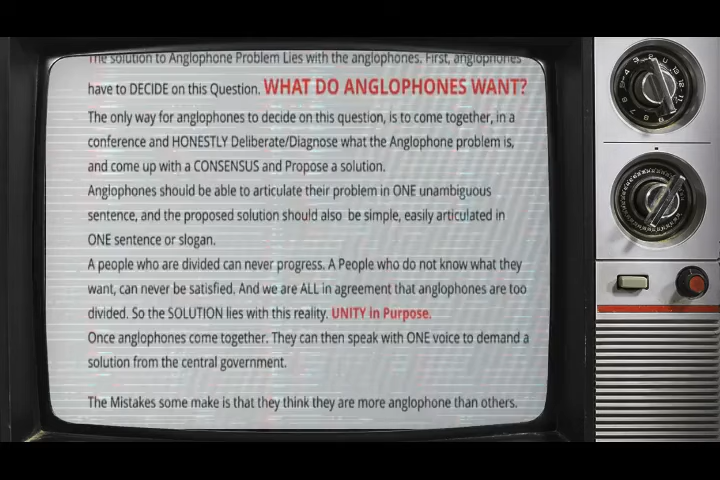 The solution to Anglophone Problem Lies with the anglophones. First, anglophones
have to DECIDE on this Question. WHAT DO ANGLOPHONES WANT?
The only way for anglophones to decide on this question, is to come together, in a
conference and HONESTLY Deliberate/Diagnose what the Anglophone problem is,
and come up with a CONSENSUS and Propose a solution.
Anglophones should be able to articulate their problem in ONE unambiguous
sentence, and the proposed solution should also be simple, easily articulated in
ONE sentence or slogan.
A people who are divided can never progress. A People who do not know what they
want, can never be satisfied. And we are ALL in agreement that anglophones are too
divided. So the SOLUTION lies with this reality. UNITY in Purpose.
Once anglophones come together. They can then speak with ONE voice to demand a
solution from the central government.
The Mistakes some make is that they think they are more anglophone than others.